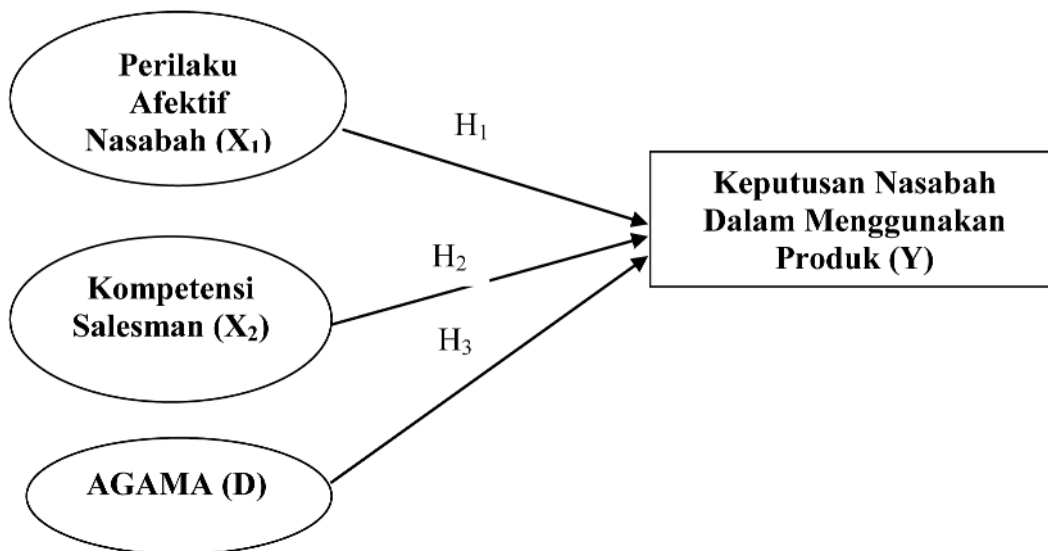 Perilaku
Afektif
Nasabah (X₁)
H₁
Keputusan Nasabah
Dalam Menggunakan
Produk (Y)
H₂
Kompetensi
Salesman (X₂)
H₃
AGAMA (D)